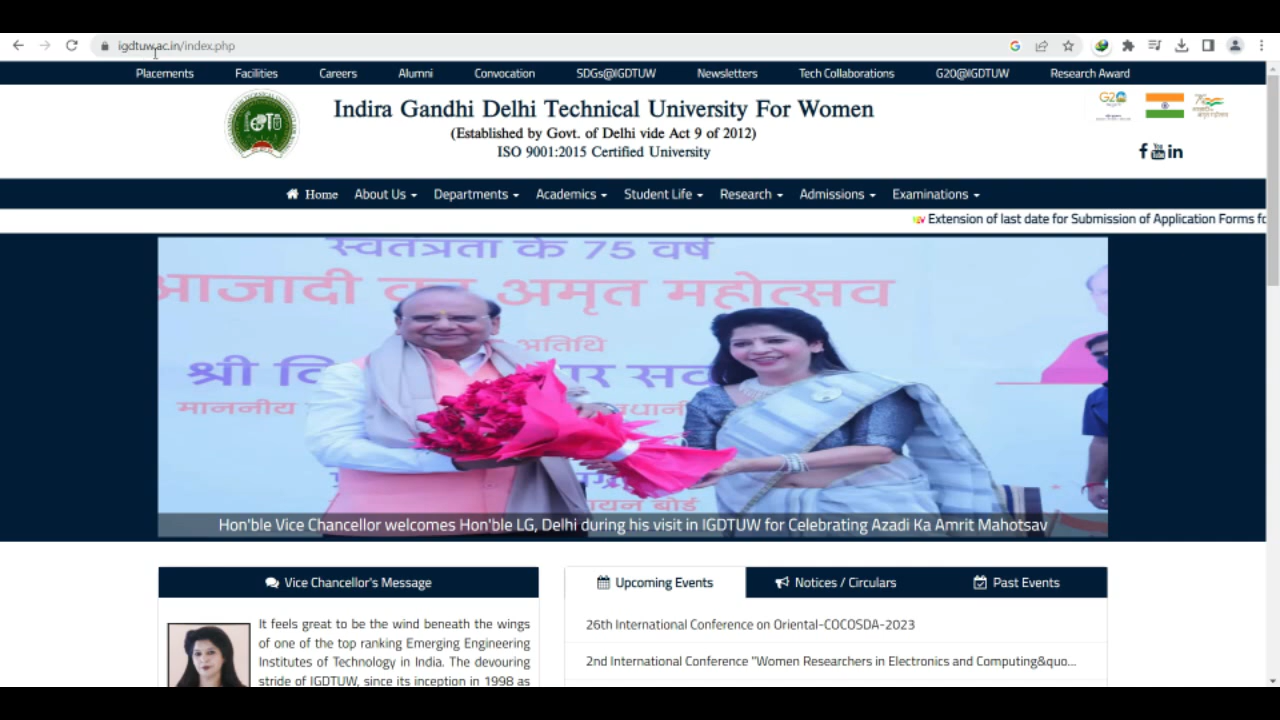 igdtuw.ac.in/index.php
Placements Facilities Careers Alumni Convocation SDGs@IGDTUW Newsletters Tech Collaborations G20@IGDTUW Research Award
Indira Gandhi Delhi Technical University For Women
(Established by Govt. of Delhi vide Act 9 of 2012)
ISO 9001:2015 Certified University
G20
Home About Us Departments Academics Student Life Research Admissions Examinations
Extension of last date for Submission of Application Forms fo
स्वतंत्रता के 75 वर्ष
आजादी का अमृत महोत्सव
अतिथि
श्री
माननीय
Hon'ble Vice Chancellor welcomes Hon'ble LG, Delhi during his visit in IGDTUW for Celebrating Azadi Ka Amrit Mahotsav
Vice Chancellor's Message
Upcoming Events Notices / Circulars Past Events
It feels great to be the wind beneath the wings
of one of the top ranking Emerging Engineering
Institutes of Technology in India. The devouring
stride of IGDTUW, since its inception in 1998 as
26th International Conference on Oriental-COCOSDA-2023
2nd International Conference "Women Researchers in Electronics and Computing&quo...